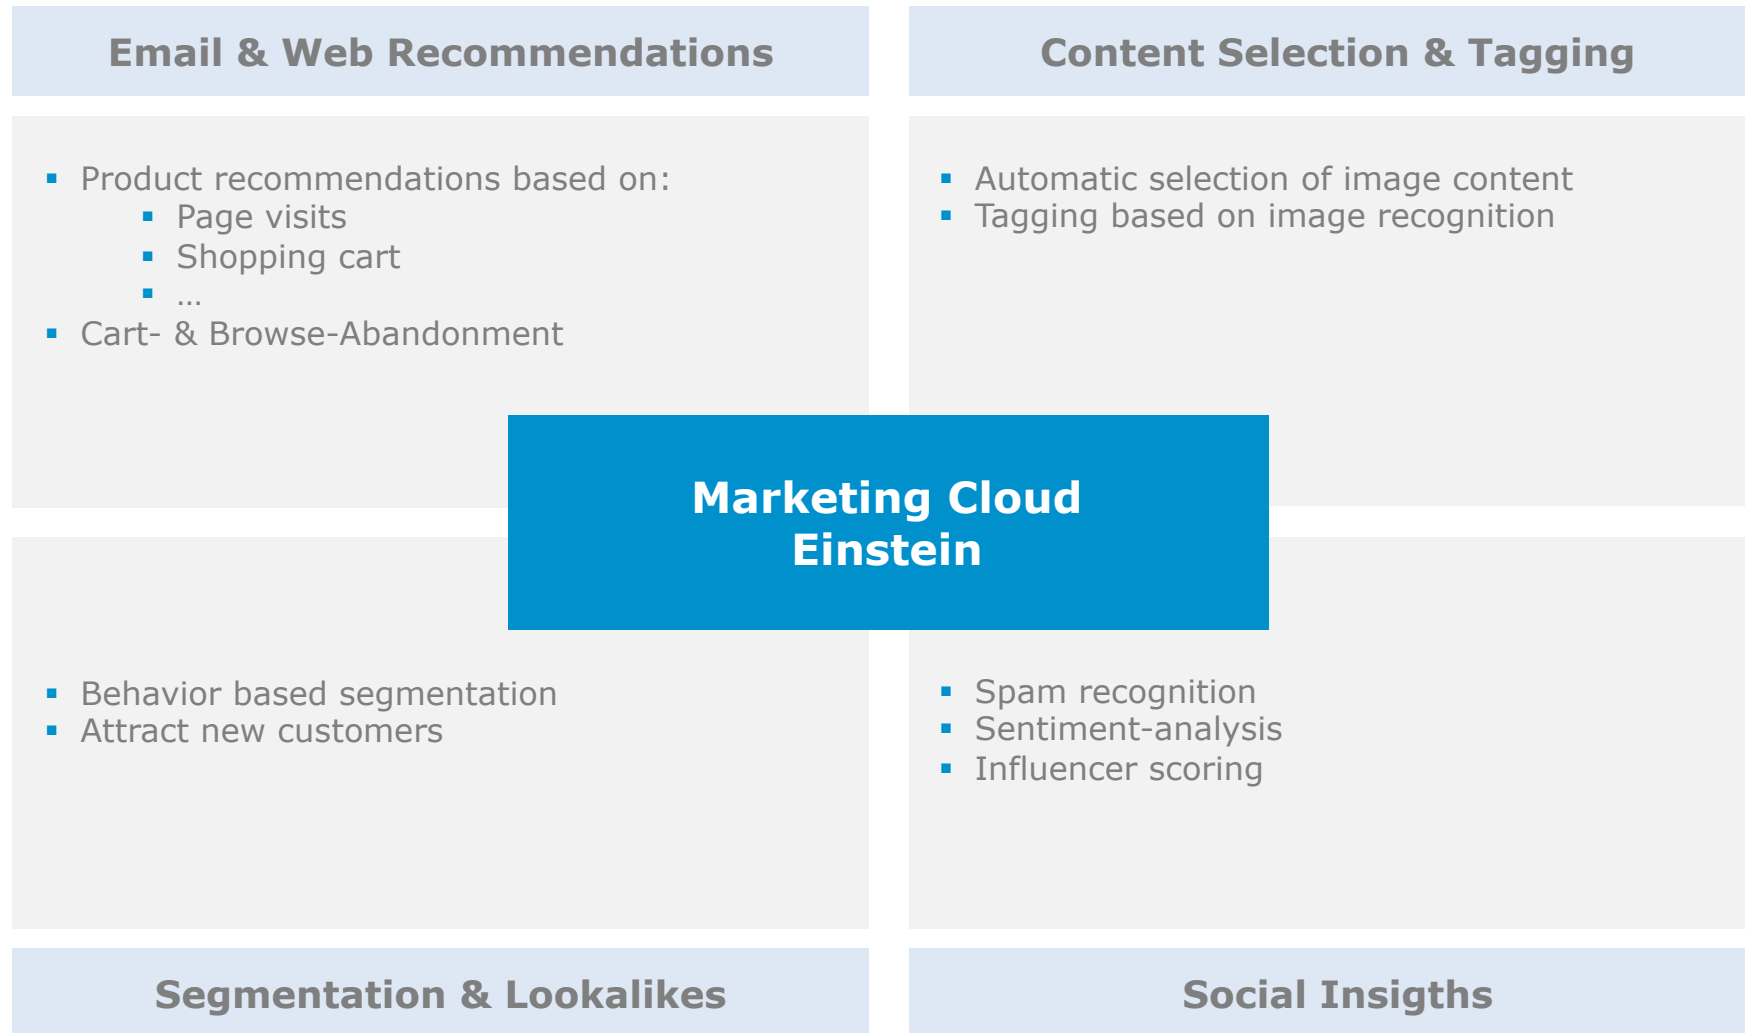 Email & Web Recommendations
Content Selection & Tagging
▪ Product recommendations based on:
▪ Page visits
▪ Shopping cart
▪ …
▪ Cart- & Browse-Abandonment
▪ Automatic selection of image content
▪ Tagging based on image recognition
Marketing Cloud
Einstein
▪ Behavior based segmentation
▪ Attract new customers
▪ Spam recognition
▪ Sentiment-analysis
▪ Influencer scoring
Segmentation & Lookalikes
Social Insigths